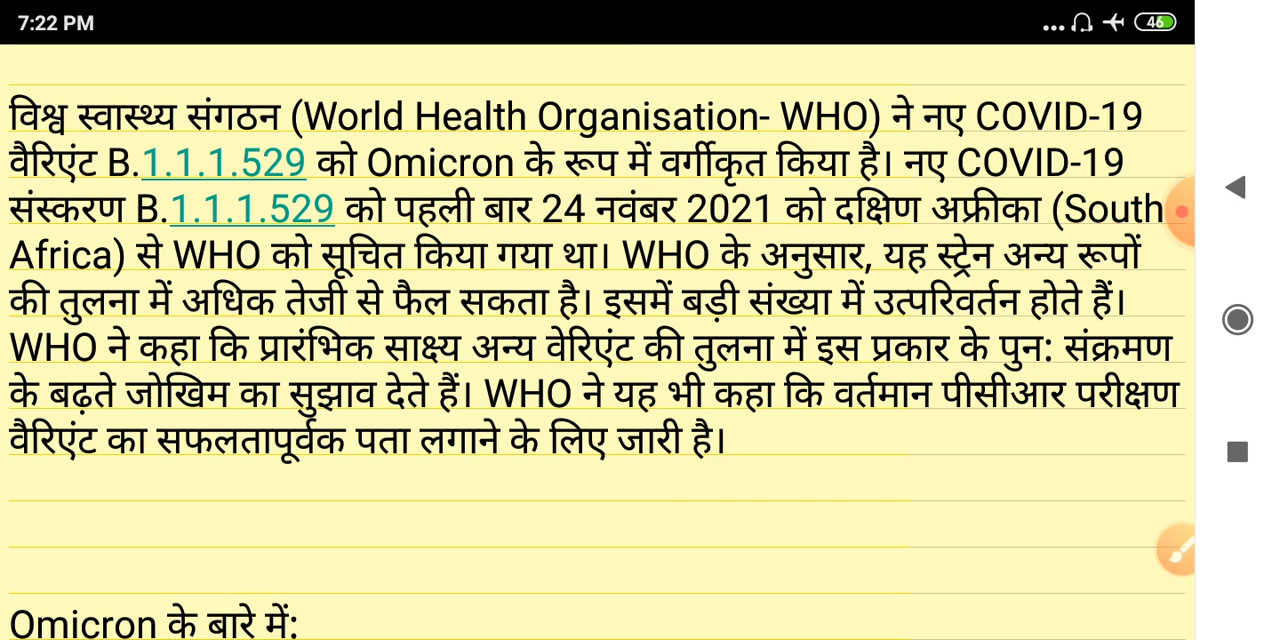 7:22 PM
46
विश्व स्वास्थ्य संगठन (World Health Organisation- WHO) ने नए COVID-19
वैरिएंट B.1.1.1.529 को Omicron के रूप में वर्गीकृत किया है। नए COVID-19
संस्करण B.1.1.1.529 को पहली बार 24 नवंबर 2021 को दक्षिण अफ्रीका (South
Africa) से WHO को सूचित किया गया था। WHO के अनुसार, यह स्ट्रेन अन्य रूपों
की तुलना में अधिक तेजी से फैल सकता है। इसमें बड़ी संख्या में उत्परिवर्तन होते हैं।
WHO ने कहा कि प्रारंभिक साक्ष्य अन्य वेरिएंट की तुलना में इस प्रकार के पुन: संक्रमण
के बढ़ते जोखिम का सुझाव देते हैं। WHO ने यह भी कहा कि वर्तमान पीसीआर परीक्षण
वैरिएंट का सफलतापूर्वक पता लगाने के लिए जारी है।
Omicron के बारे में: